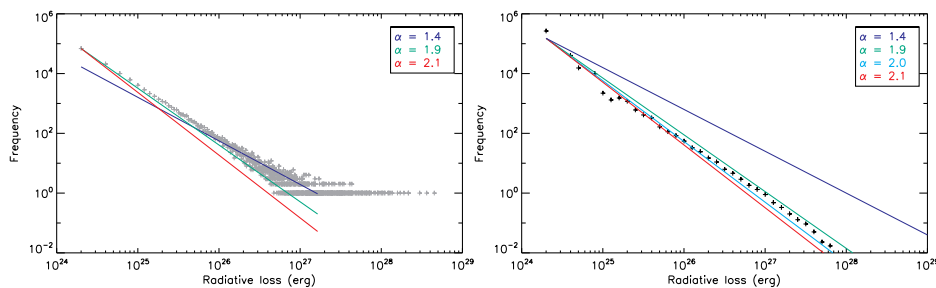 10^6
10^4
10^2
10^0
10^-2
Frequency
α = 1.4
α = 1.9
α = 2.1
10^24 10^25 10^26 10^27 10^28 10^29
Radiative loss (erg)
10^6
10^4
10^2
10^0
10^-2
Frequency
α = 1.4
α = 1.9
α = 2.0
α = 2.1
10^24 10^25 10^26 10^27 10^28 10^29
Radiative loss (erg)